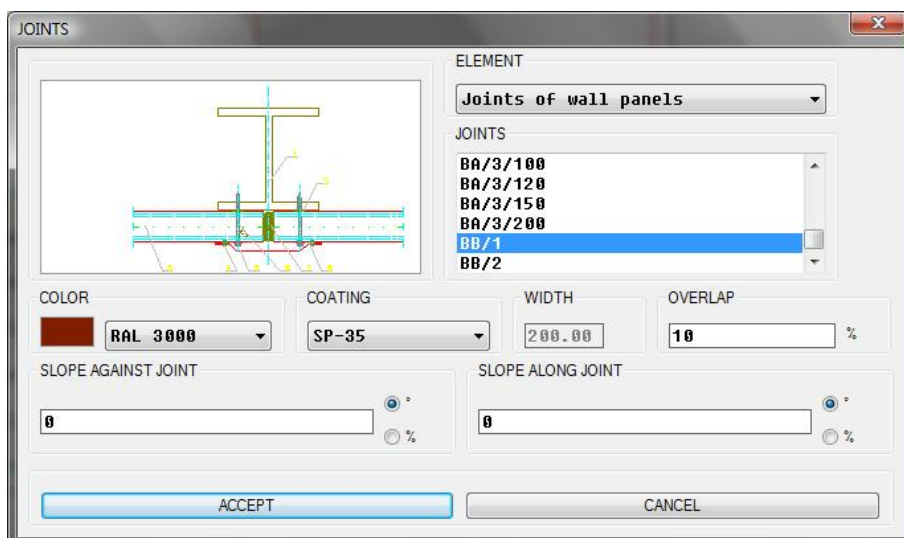 JOINTS
ELEMENT
Joints of wall panels
JOINTS
BA/3/100
BA/3/120
BA/3/150
BA/3/200
BB/1
BB/2
COLOR
COATING
WIDTH
OVERLAP
RAL 3000
SP-35
200.00
10
%
SLOPE AGAINST JOINT
SLOPE ALONG JOINT
0
°
%
0
°
%
ACCEPT
CANCEL